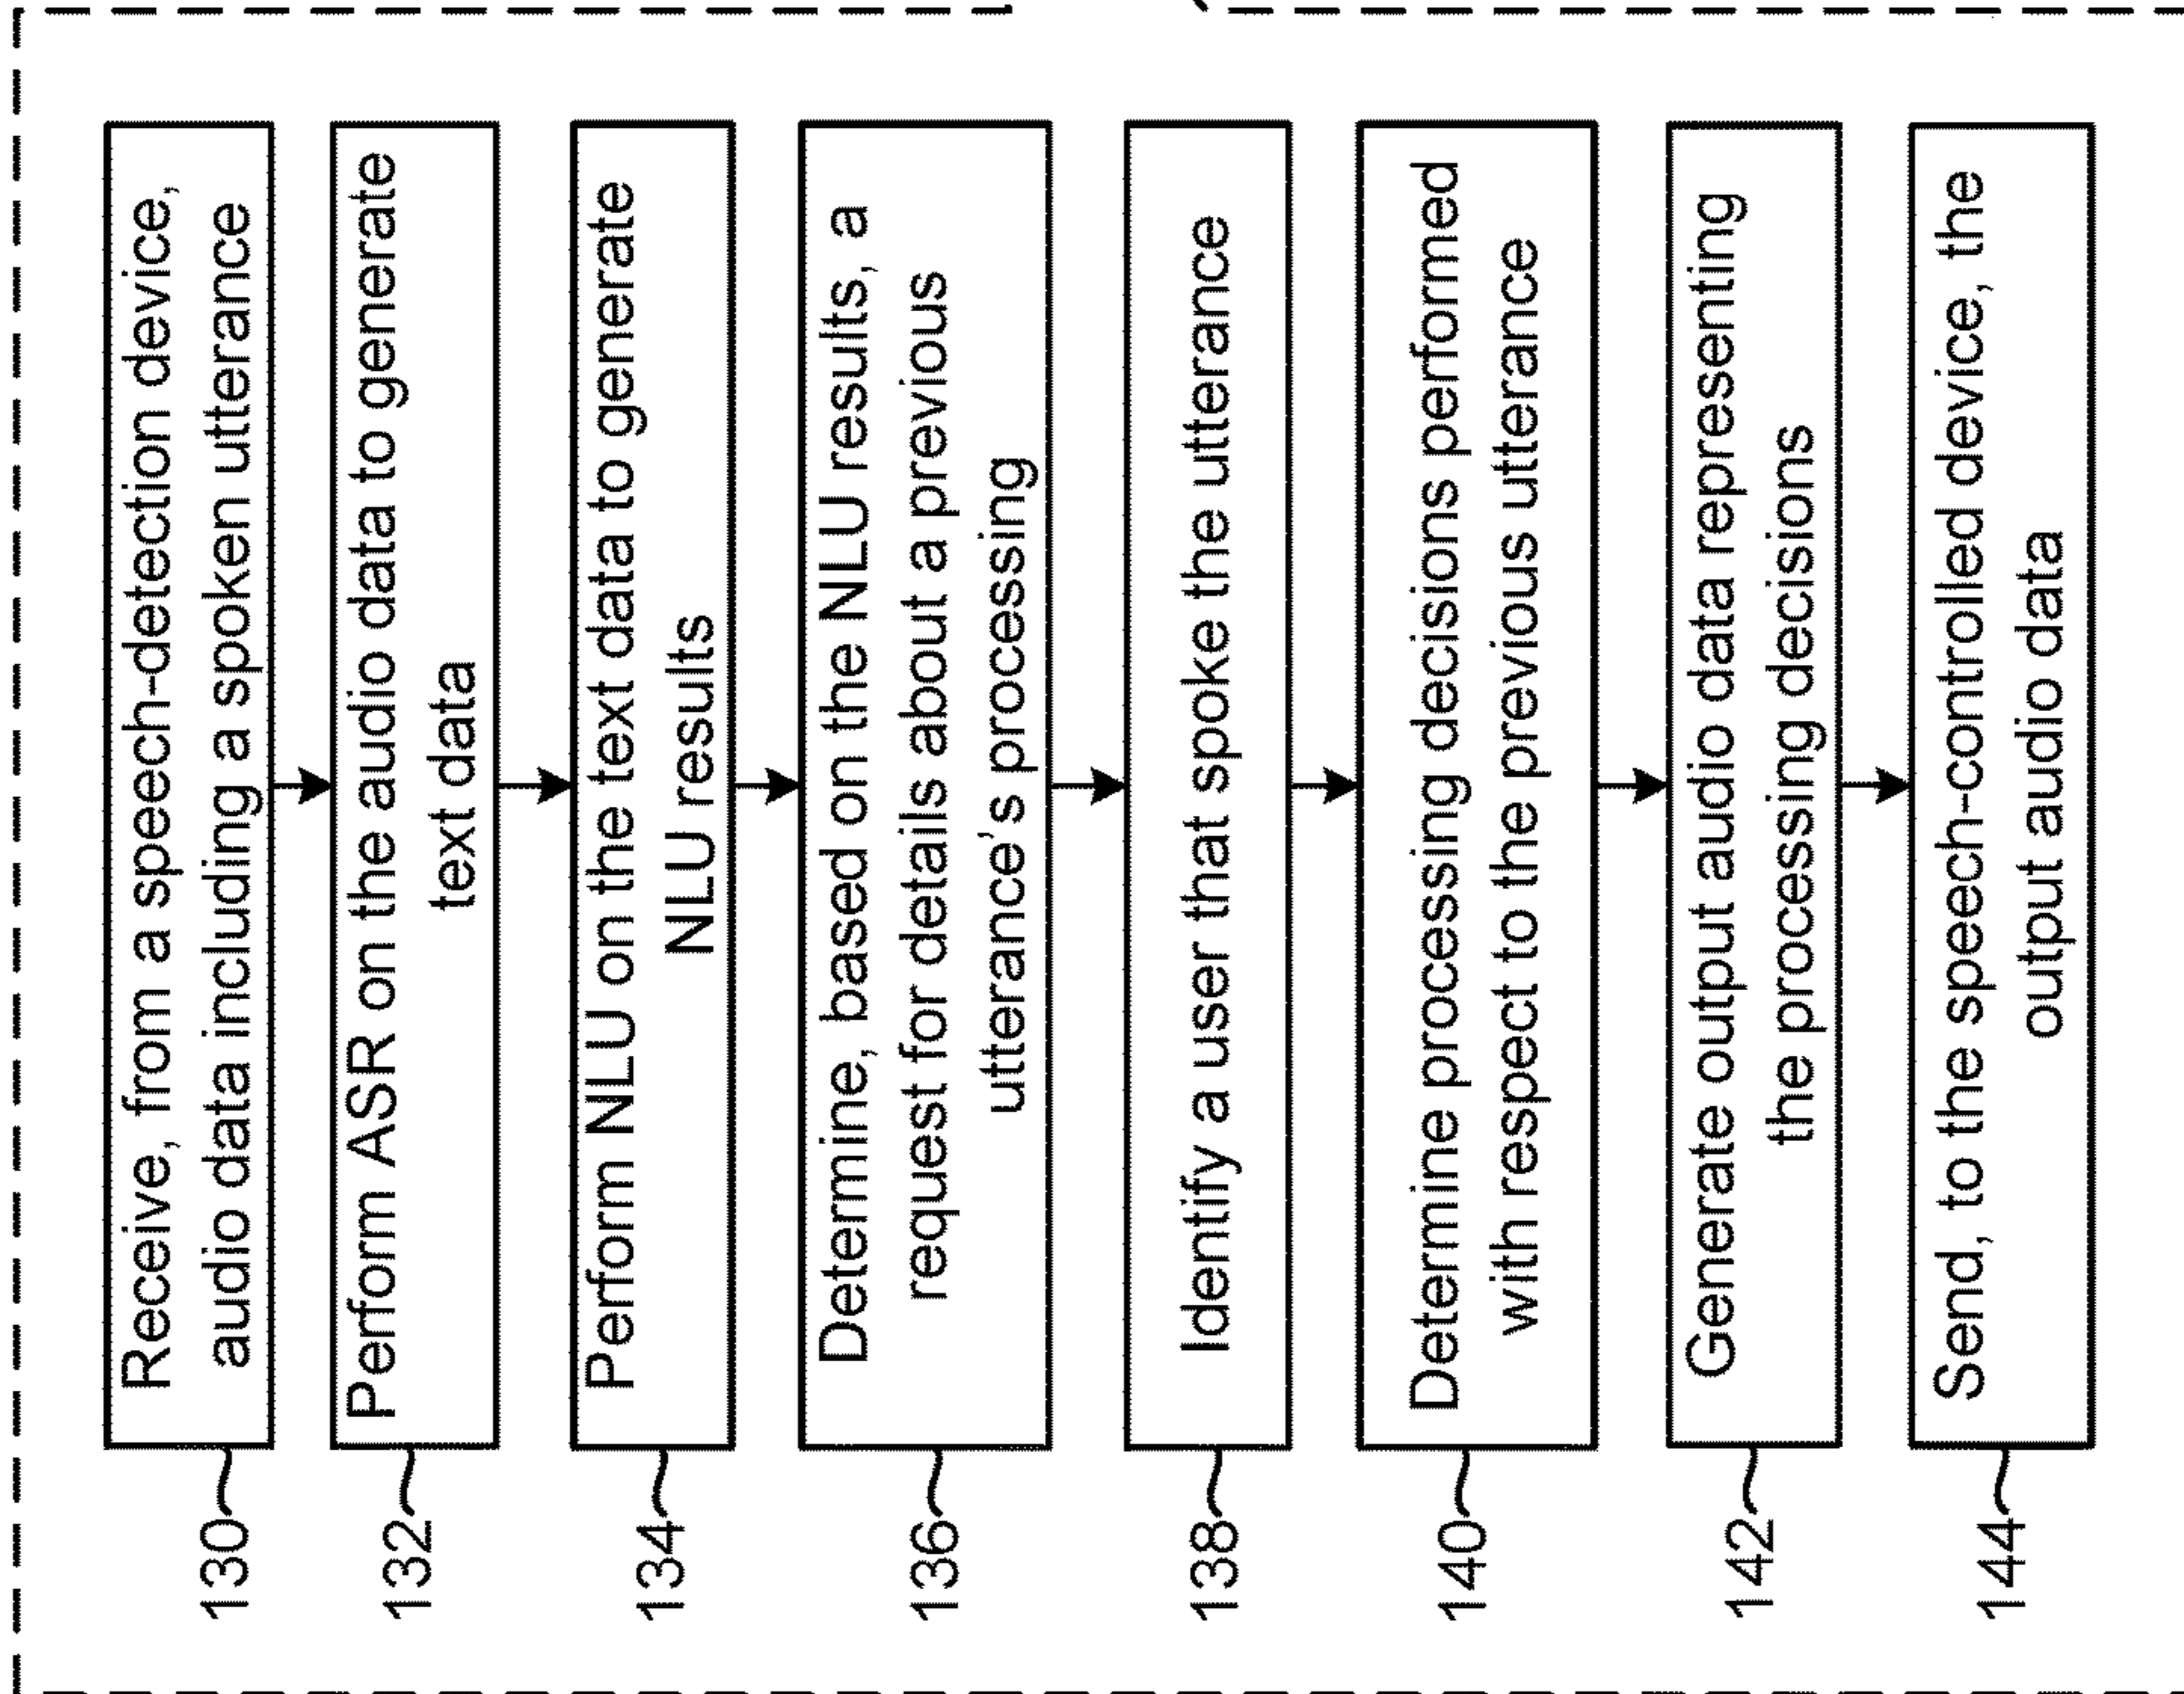 130
Receive, from a speech-detection device,
audio data including a spoken utterance
132
Perform ASR on the audio data to generate
text data
134
Perform NLU on the text data to generate
NLU results
136
Determine, based on the NLU results, a
request for details about a previous
utterance's processing
138
Identify a user that spoke the utterance
140
Determine processing decisions performed
with respect to the previous utterance
142
Generate output audio data representing
the processing decisions
144
Send, to the speech-controlled device, the
output audio data